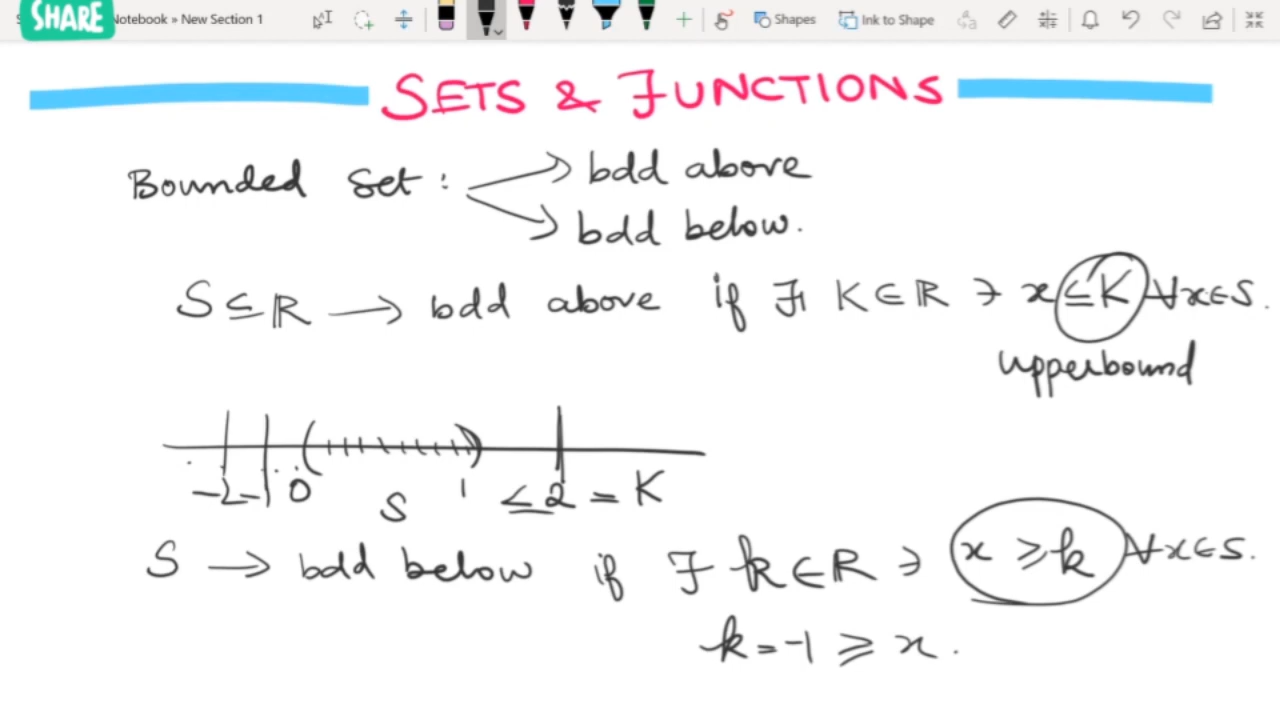 SHARE
Notebook » New Section 1
Shapes
Ink to Shape
SETS & FUNCTIONS
Bounded Set :
bdd above
bdd below.
S ⊆ R → bdd above if ∃ K ∈ R ∋ x ≤ K ∀ x ∈ S.
upperbound
-2 -1 0 S 1 ≤ 2 = K
S → bdd below if ∃ k ∈ R ∋ x ≥ k ∀ x ∈ S.
k = -1 ≥ x.